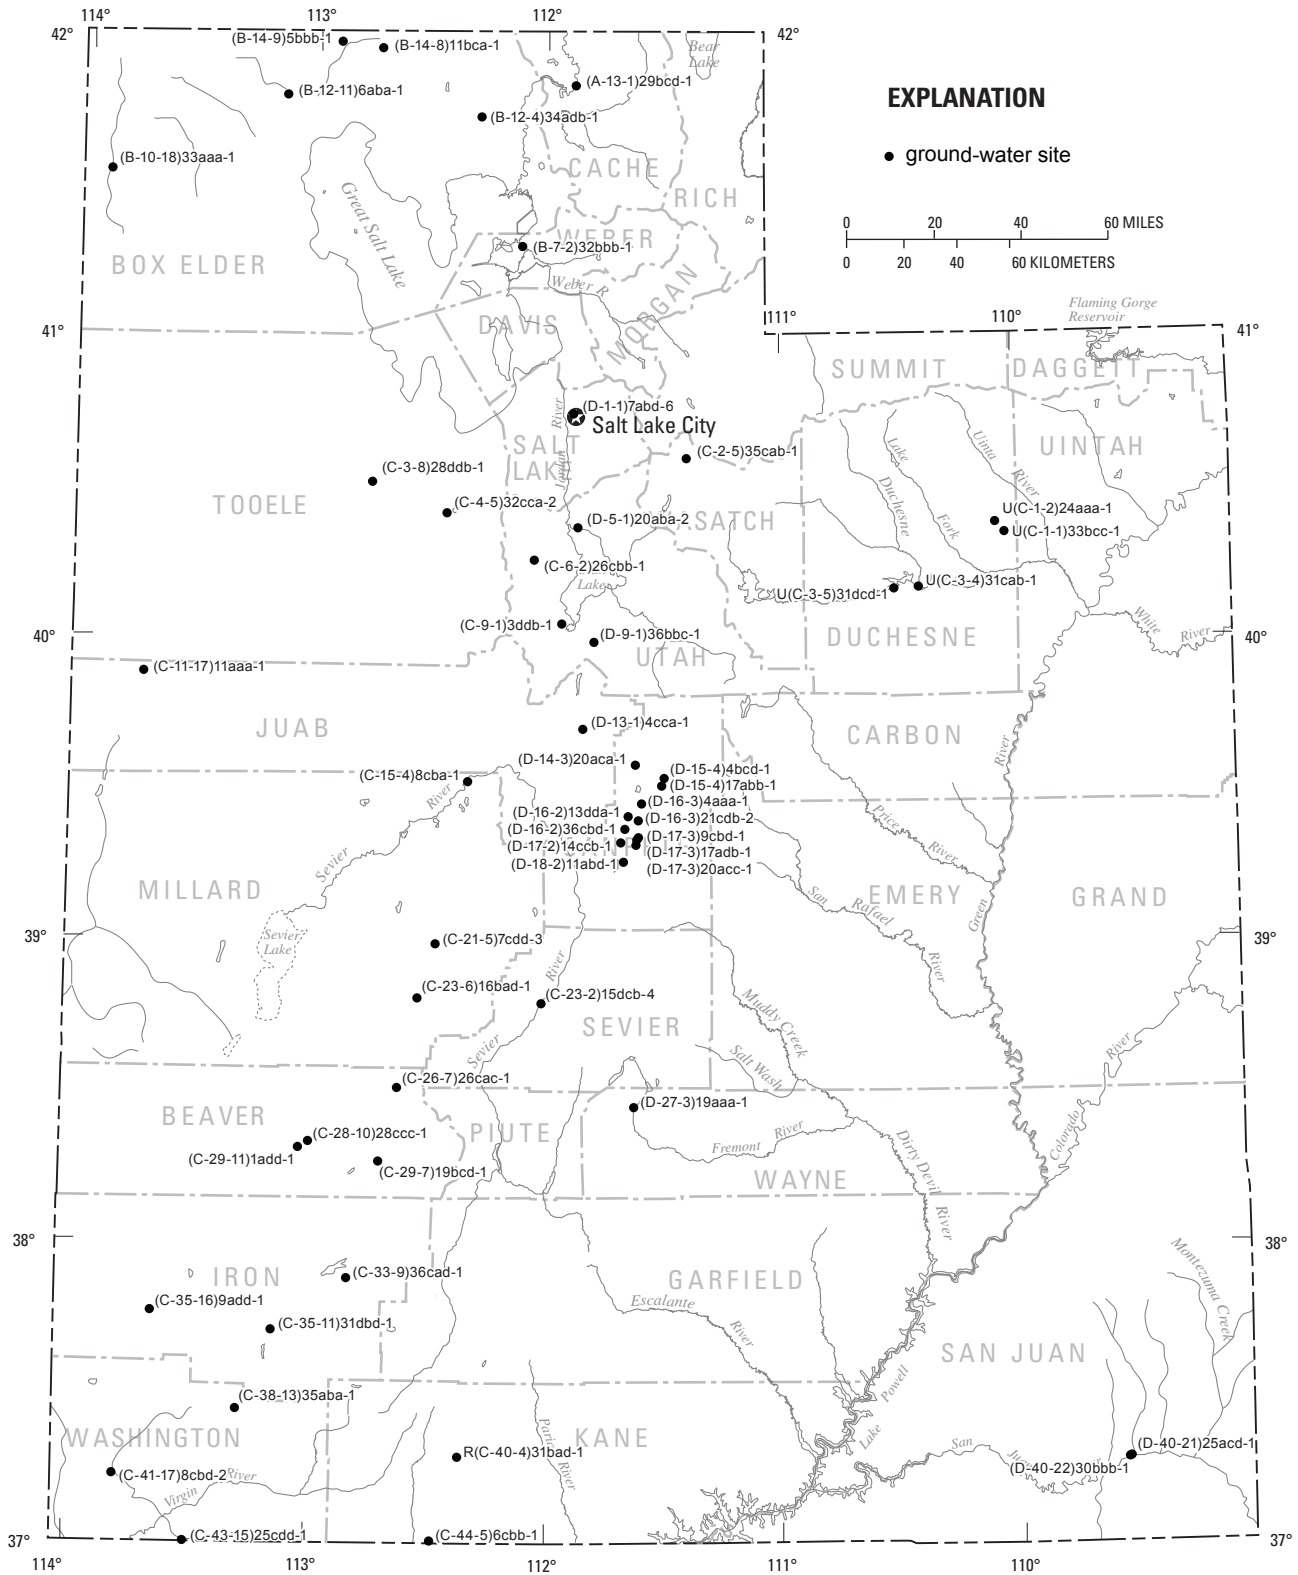 114°
113°
112°
42°
42°
(B-14-9)5bbb-1
(B-14-8)11bca-1
Bear
Lake
(B-12-11)6aba-1
(A-13-1)29bcd-1
(B-12-4)34adb-1
(B-10-18)33aaa-1
EXPLANATION
ground-water site
0 20 40 60 MILES
0 20 40 60 KILOMETERS
CACHE
RICH
Great Salt Lake
WEBER
(B-7-2)32bbb-1
BOX ELDER
Weber R
MORGAN
DAVIS
41°
111°
110°
Flaming Gorge
Reservoir
41°
SUMMIT
DAGGETT
(D-1-1)7abd-6
Salt Lake City
Jordan
River
SALT
LAKE
(C-2-5)35cab-1
(C-3-8)28ddb-1
TOOELE
(C-4-5)32cca-2
(D-5-1)20aba-2
WASATCH
Lake
Fork
Duchesne
Uinta
River
UINTAH
U(C-1-2)24aaa-1
U(C-1-1)33bcc-1
(C-6-2)26cbb-1
Lake
U(C-3-5)31dcd-1
U(C-3-4)31cab-1
(C-9-1)3ddb-1
(D-9-1)36bbc-1
UTAH
DUCHESNE
White
River
40°
40°
(C-11-17)11aaa-1
JUAB
(D-13-1)4cca-1
CARBON
River
(D-14-3)20aca-1
(D-15-4)4bcd-1
(C-15-4)8cba-1
(D-15-4)17abb-1
River
(D-16-3)4aaa-1
(D-16-2)13dda-1
(D-16-3)21cdb-2
(D-16-2)36cbd-1
(D-17-3)9cbd-1
(D-17-2)14ccb-1
(D-17-3)17adb-1
(D-18-2)11abd-1
(D-17-3)20acc-1
Price
River
Sevier
MILLARD
San
Rafael
River
EMERY
Green
GRAND
Sevier
Lake
39°
39°
(C-21-5)7cdd-3
River
(C-23-6)16bad-1
(C-23-2)15dcb-4
SEVIER
Muddy Creek
Sevier
Salt Wash
River
(C-26-7)26cac-1
BEAVER
(D-27-3)19aaa-1
PIUTE
(C-28-10)28ccc-1
(C-29-11)1add-1
(C-29-7)19bcd-1
Fremont
River
Dirty Devil
River
Colorado
WAYNE
38°
38°
IRON
(C-33-9)36cad-1
(C-35-16)9add-1
(C-35-11)31dbd-1
GARFIELD
Escalante
River
Montezuma Creek
SAN JUAN
Lake
Powell
(C-38-13)35aba-1
WASHINGTON
Paria
River
KANE
R(C-40-4)31bad-1
(C-41-17)8cbd-2
Virgin
River
San
(D-40-21)25acd-1
(D-40-22)30bbb-1
(C-43-15)25cdd-1
(C-44-5)6cbb-1
37°
37°
114°
113°
112°
111°
110°